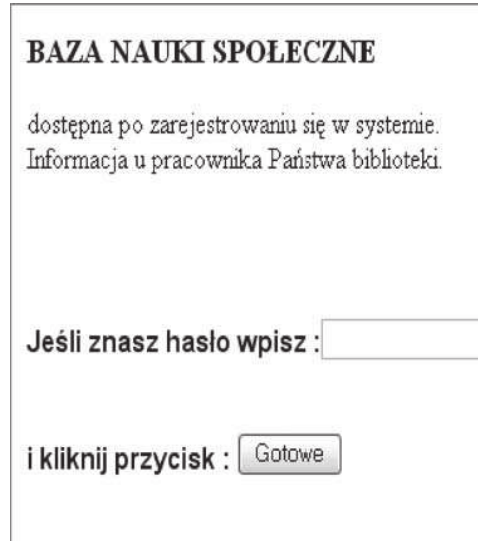 BAZA NAUKI SPOŁECZNE
dostępna po zarejestrowaniu się w systemie.
Informacja u pracownika Państwa biblioteki.
Jeśli znasz hasło wpisz :
i kliknij przycisk : Gotowe